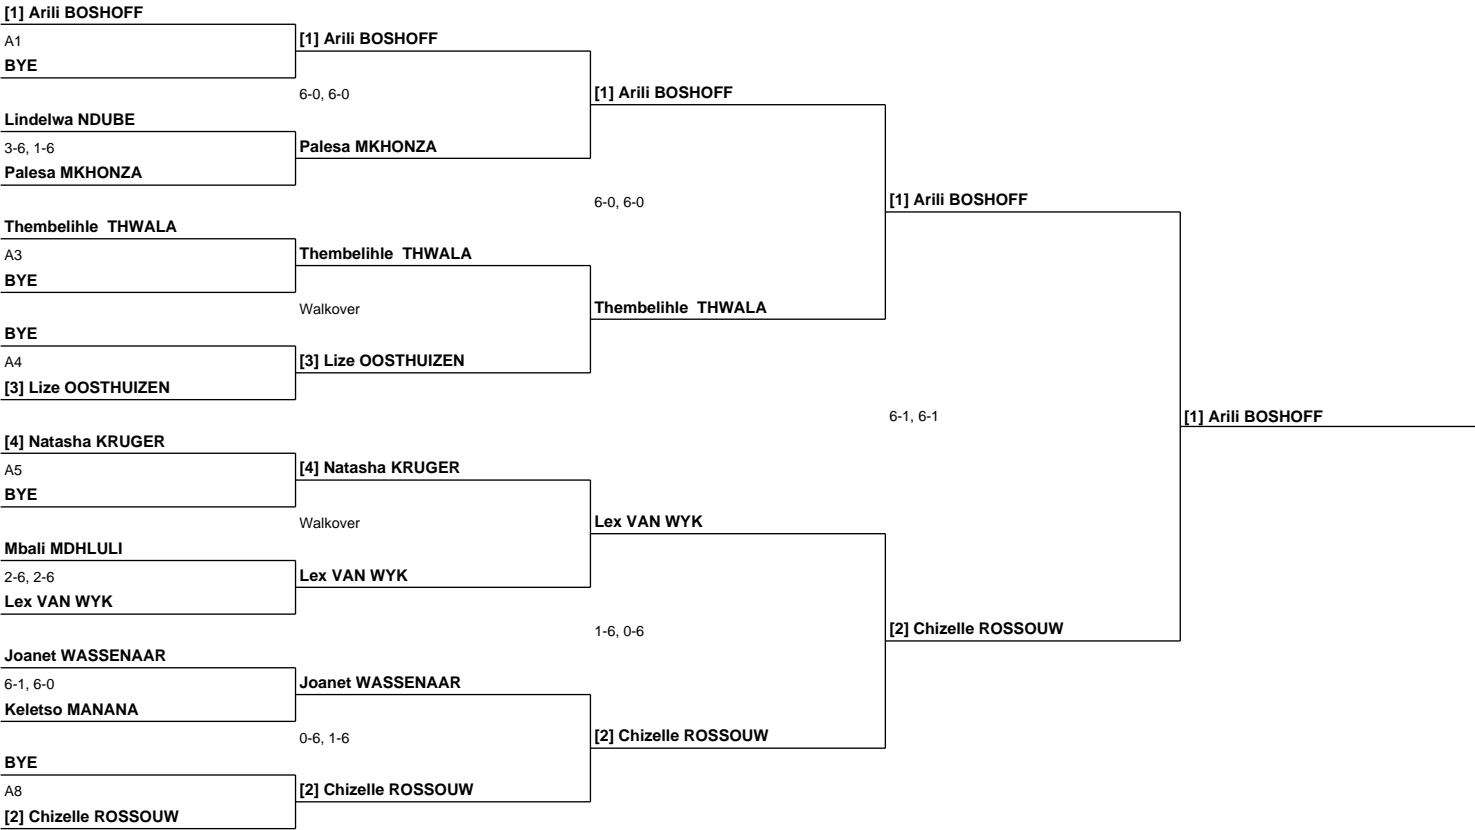 [1] Arili BOSHOFF
A1
BYE
Lindelwa NDUBE
3-6, 1-6
Palesa MKHONZA
Thembelihle  THWALA
A3
BYE
BYE
A4
[3] Lize OOSTHUIZEN
[4] Natasha KRUGER
A5
BYE
Mbali MDHLULI
2-6, 2-6
Lex VAN WYK
Joanet WASSENAAR
6-1, 6-0
Keletso MANANA
BYE
A8
[2] Chizelle ROSSOUW
[1] Arili BOSHOFF
6-0, 6-0
Palesa MKHONZA
Thembelihle  THWALA
Walkover
[3] Lize OOSTHUIZEN
[4] Natasha KRUGER
Walkover
Lex VAN WYK
Joanet WASSENAAR
0-6, 1-6
[2] Chizelle ROSSOUW
[1] Arili BOSHOFF
6-0, 6-0
Thembelihle  THWALA
Lex VAN WYK
1-6, 0-6
[2] Chizelle ROSSOUW
[1] Arili BOSHOFF
6-1, 6-1
[2] Chizelle ROSSOUW
[1] Arili BOSHOFF